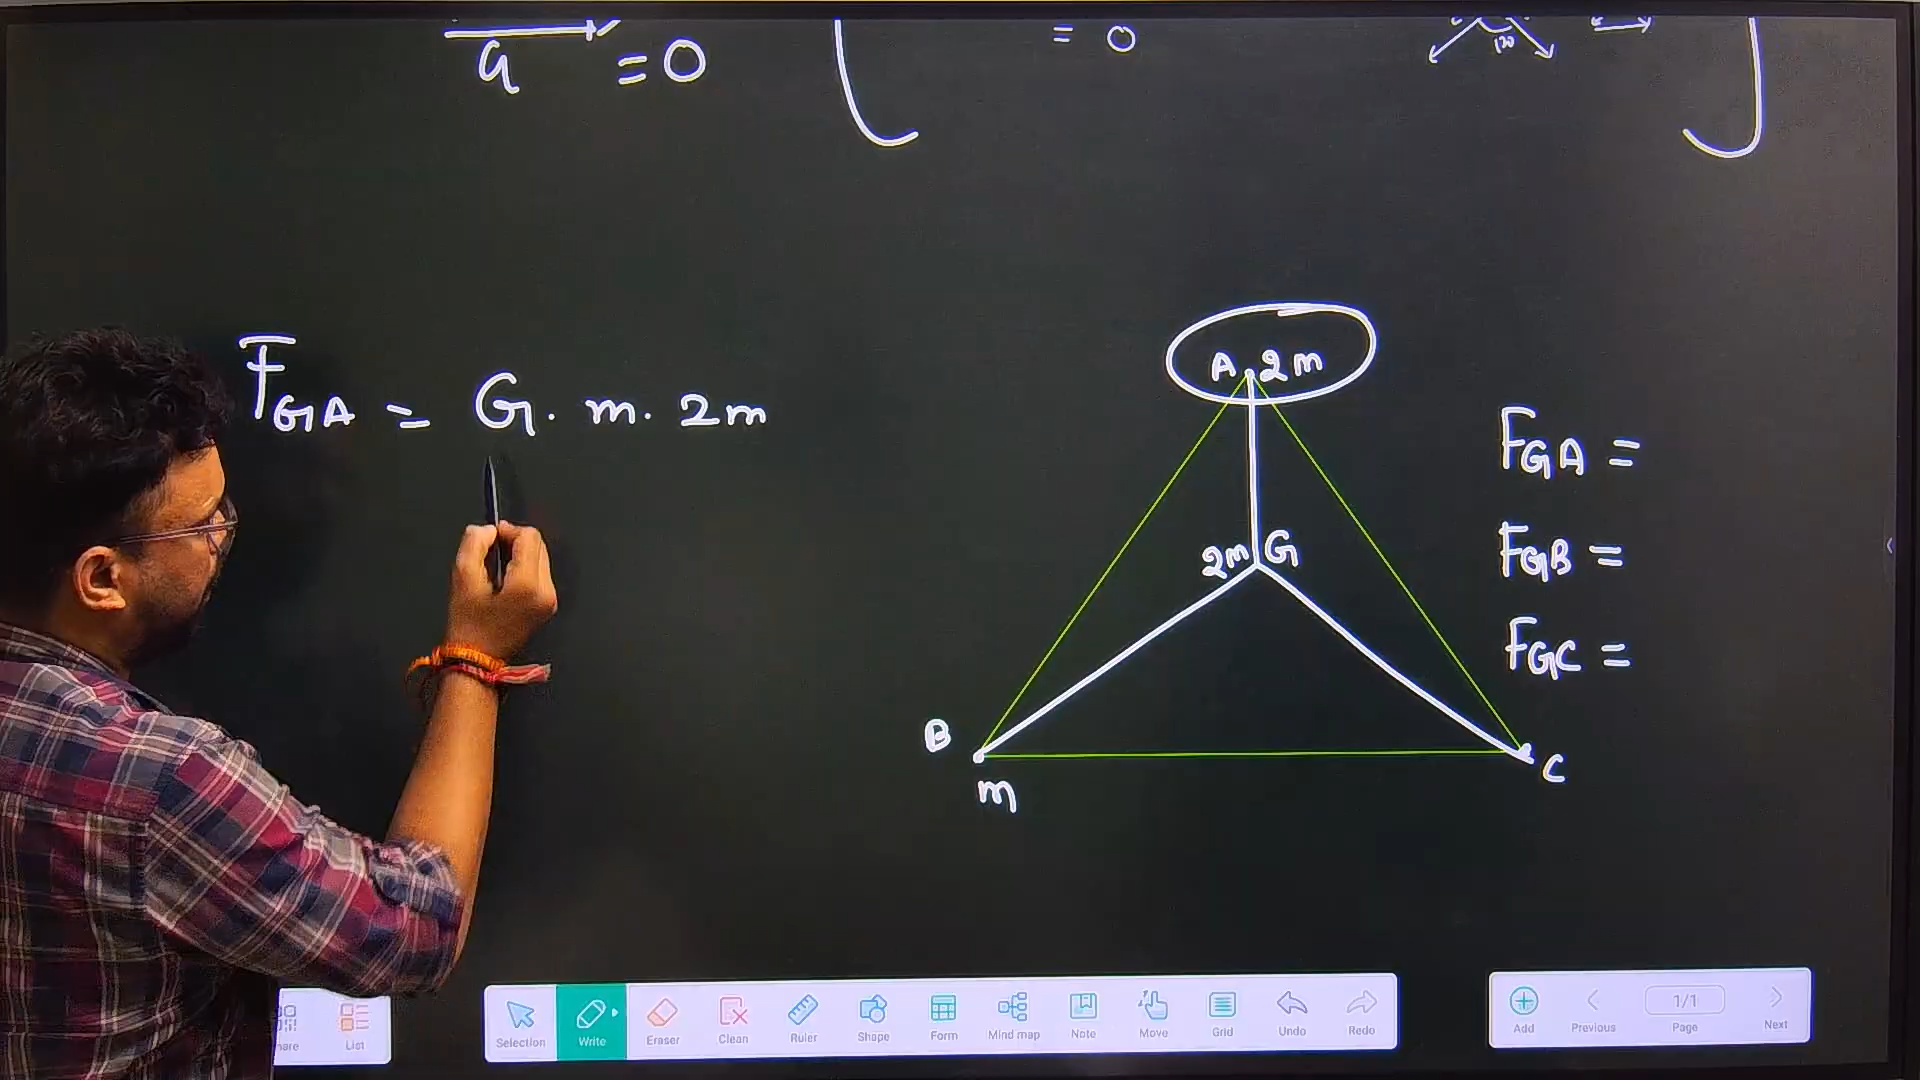 a = 0
= 0
120
F_GA = G. m. 2m
A 2m
2m G
F_GA =
F_GB =
F_GC =
B
m
C
List
Selection
Write
Eraser
Clean
Ruler
Shape
Form
Mind map
Note
Move
Grid
Undo
Redo
Add
Previous
1/1
Page
Next